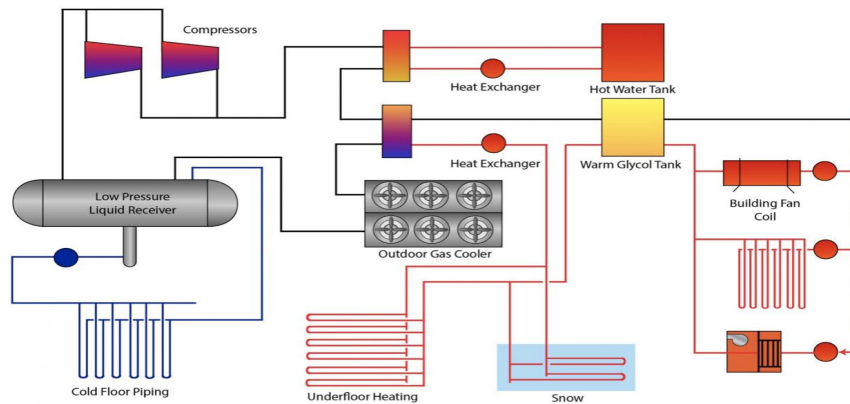 Compressors
Heat Exchanger
Hot Water Tank
Heat Exchanger
Warm Glycol Tank
Low Pressure
Liquid Receiver
Building Fan
Coil
Outdoor Gas Cooler
Cold Floor Piping
Underfloor Heating
Snow